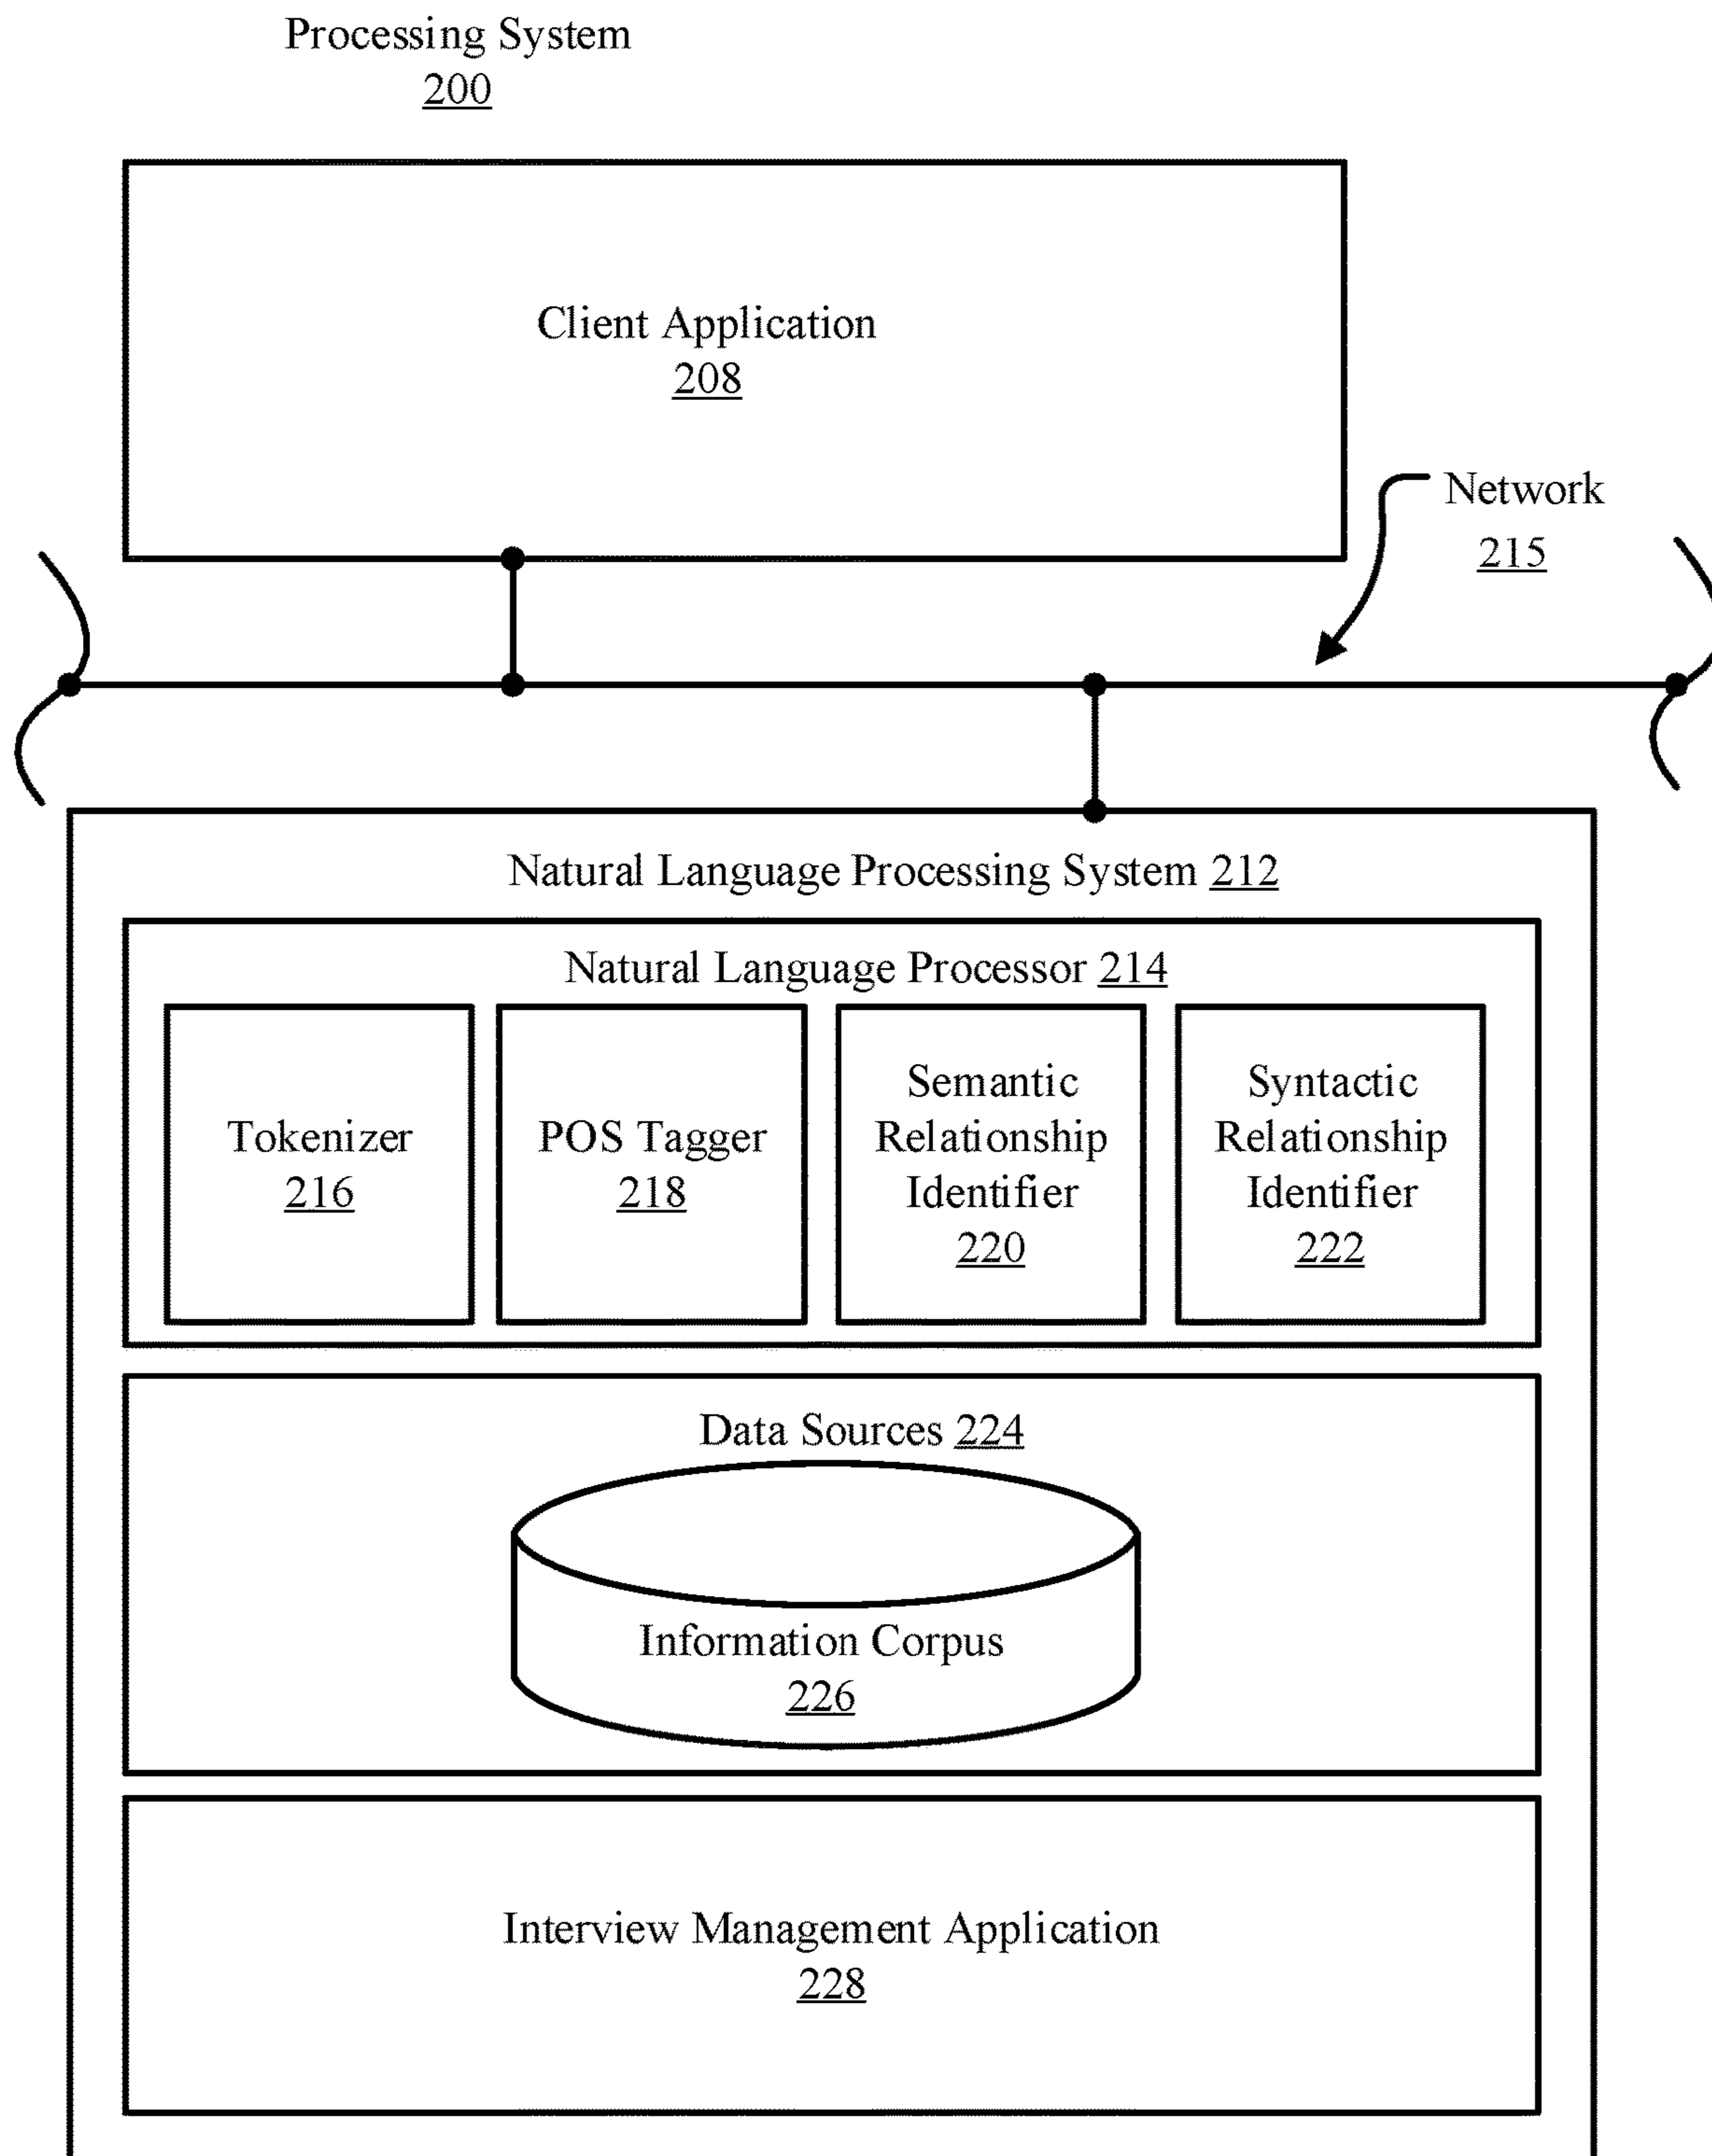 Processing System
200
Client Application
208
Network
215
Natural Language Processing System 212
Natural Language Processor 214
Tokenizer
216
POS Tagger
218
Semantic
Relationship
Identifier
220
Syntactic
Relationship
Identifier
222
Data Sources 224
Information Corpus
226
Interview Management Application
228